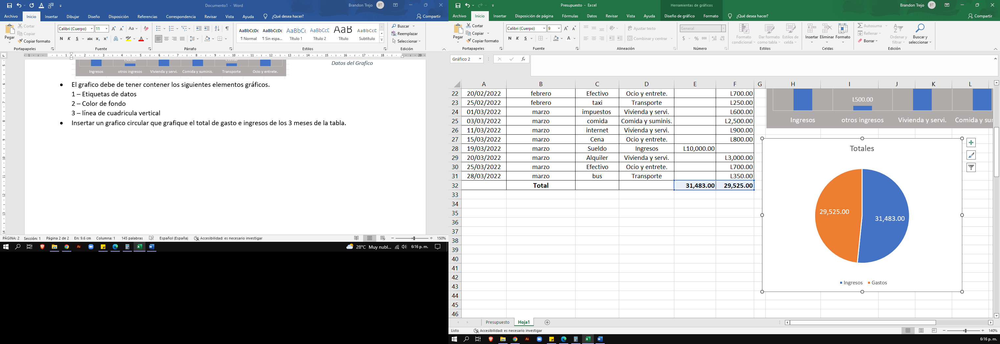 Documento1 - Word
Brandon Trejo BT
Archivo Inicio Insertar Dibujar Diseño Disposición Referencias Correspondencia Revisar Vista Ayuda ¿Qué desea hacer? Compartir
Pegar
Cortar
Copiar
Copiar formato
Portapapeles
Calibri (Cuerpo) 11
N K S abc x₂ x²
Fuente
Párrafo
AaBbCcDc AaBbCcDc AaBbCc AaBbCcE AaB AaBbCcD
¶ Normal ¶ Sin espa... Título 1 Título 2 Título Subtítulo
Estilos
Buscar
Reemplazar
Seleccionar
Edición
Ingresos otros ingresos Vivienda y servi. Comida y suminis. Transporte Ocio y entrete.
Datos del Grafico
• El grafico debe de tener contener los siguientes elementos gráficos.
1 – Etiquetas de datos
2 – Color de fondo
3 – línea de cuadricula vertical
• Insertar un grafico circular que grafique el total de gasto e ingresos de los 3 meses de la tabla.
PÁGINA: 2 Sección: 1 Página 2 de 2 En: 9.6 cm Columna: 1 145 palabras Español (España) Accesibilidad: es necesario investigar 150%
28°C Muy nubl... 6:16 p. m.
Presupuesto - Excel
Herramientas de gráficos
Brandon Trejo BT
Archivo Inicio Insertar Disposición de página Fórmulas Datos Revisar Vista Ayuda Diseño de gráfico Formato ¿Qué desea hacer? Compartir
Pegar
Cortar
Copiar
Copiar formato
Portapapeles
Calibri (Cuerpo) 9
N K S
Fuente
Ajustar texto
Combinar y centrar
Alineación
General
$ % 000
Número
Formato condicional
Dar formato como tabla
Estilos de celda
Estilos
Insertar Eliminar Formato
Celdas
Autosuma
Rellenar
Borrar
Ordenar y filtrar
Buscar y seleccionar
Edición
Gráfico 2 fx
A B C D E F G H I J K L
22 20/02/2022 febrero Efectivo Ocio y entrete. L700.00
23 25/02/2022 febrero taxi Transporte L250.00
24 01/03/2022 marzo impuestos Vivienda y servi. L600.00
25 03/03/2022 marzo comida Comida y suminis. L2,500.00
26 11/03/2022 marzo internet Vivienda y servi. L900.00
27 15/03/2022 marzo Cena Ocio y entrete. L800.00
28 19/03/2022 marzo Sueldo Ingresos L10,000.00
29 20/03/2022 marzo Alquiler Vivienda y servi. L3,000.00
30 25/03/2022 marzo Efectivo Ocio y entrete. L700.00
31 28/03/2022 marzo bus Transporte L350.00
32 Total 31,483.00 29,525.00
33
34
35
36
37
38
39
40
41
42
43
44
45
46
L500.00
Ingresos otros ingresos Vivienda y servi. Comida y sur
Totales
29,525.00
31,483.00
Ingresos Gastos
Presupuesto Hoja1
Listo Accesibilidad: es necesario investigar 140%
6:16 p. m.